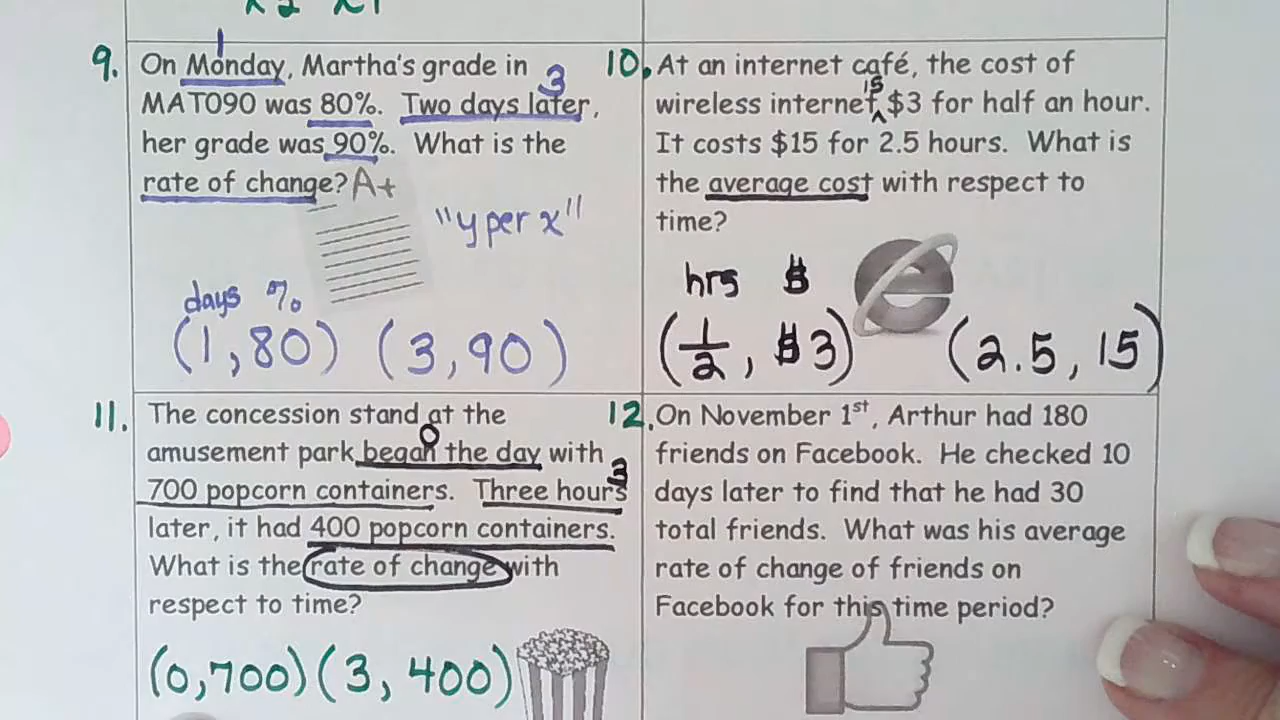 9. On Monday, Martha's grade in
1
MAT090 was 80%. Two days later,
3
her grade was 90%. What is the
rate of change?
A+
"y per x"
days %
(1, 80) (3, 90)
10. At an internet café, the cost of
is
wireless internet ^ $3 for half an hour.
It costs $15 for 2.5 hours. What is
the average cost with respect to
time?
hrs $
(1/2, $3) (2.5, 15)
11. The concession stand at the
0
amusement park began the day with
3
700 popcorn containers. Three hours
later, it had 400 popcorn containers.
What is the rate of change with
respect to time?
(0, 700) (3, 400)
12. On November 1st, Arthur had 180
friends on Facebook. He checked 10
days later to find that he had 30
total friends. What was his average
rate of change of friends on
Facebook for this time period?